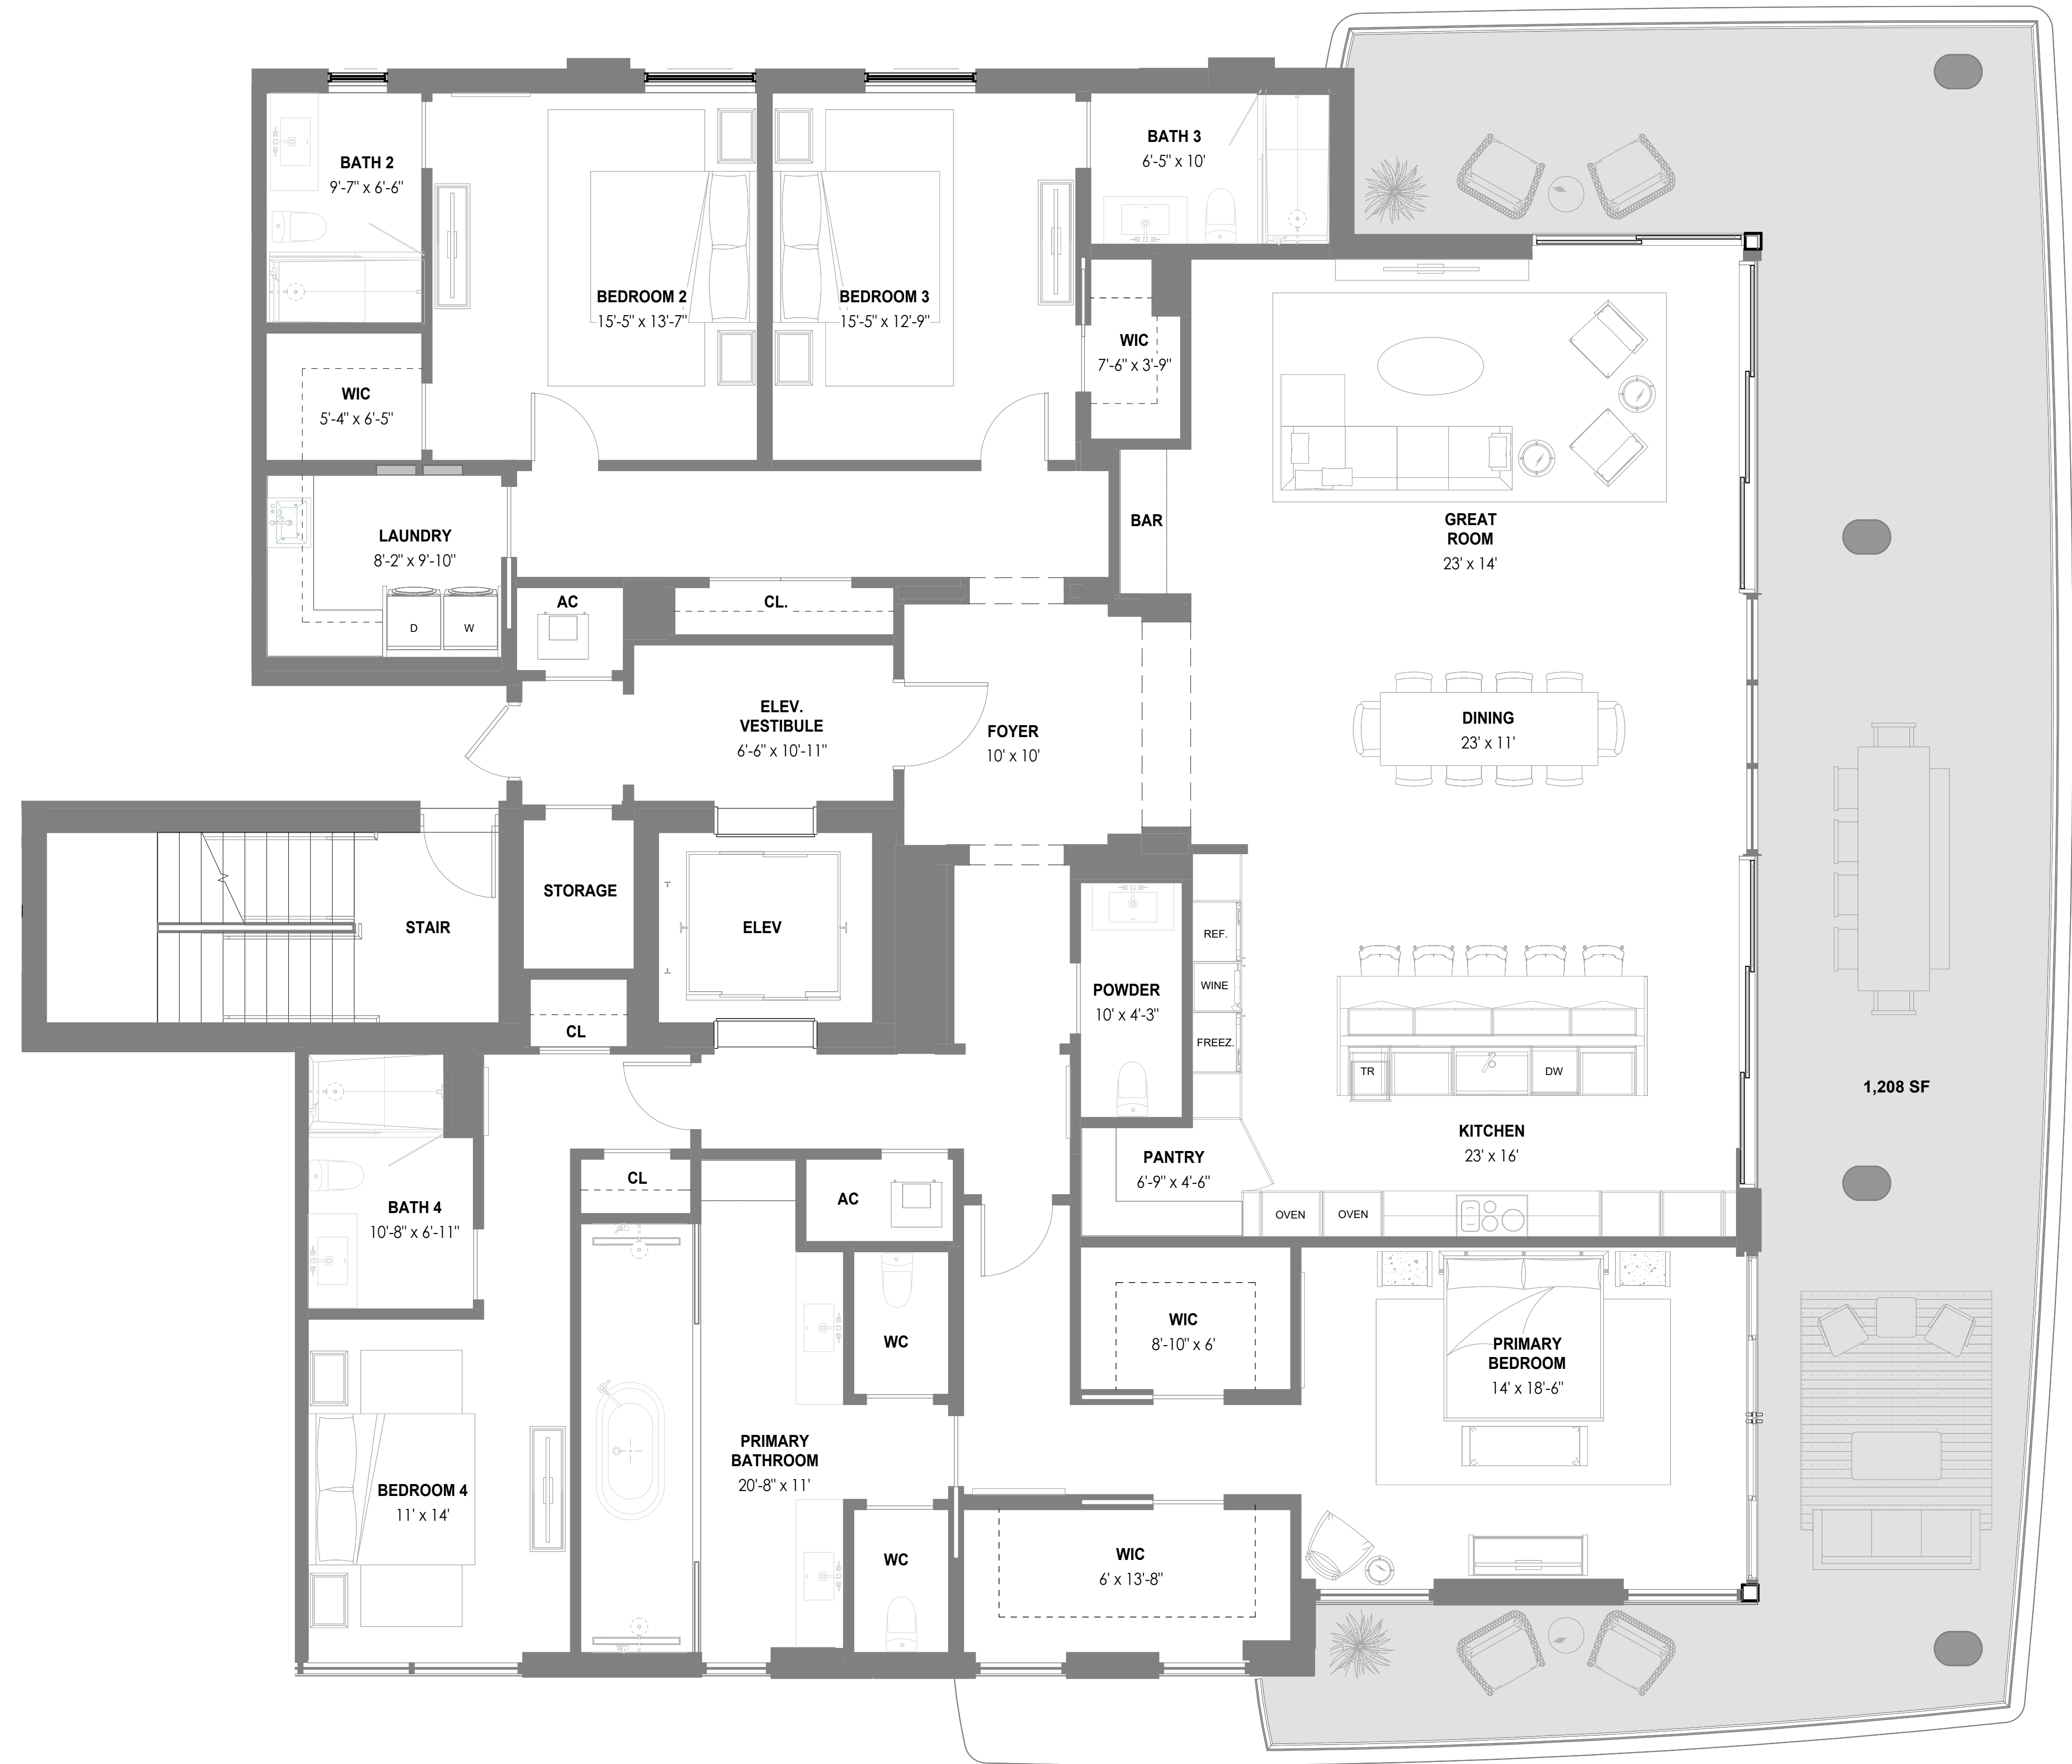 BATH 2
9'-7" x 6'-6"
BEDROOM 2
15'-5" x 13'-7"
BEDROOM 3
15'-5" x 12'-9"
BATH 3
6'-5" x 10'
WIC
5'-4" x 6'-5"
WIC
7'-6" x 3'-9"
LAUNDRY
8'-2" x 9'-10"
D
W
AC
CL.
BAR
GREAT
ROOM
23' x 14'
ELEV.
VESTIBULE
6'-6" x 10'-11"
FOYER
10' x 10'
DINING
23' x 11'
STAIR
STORAGE
ELEV
CL
POWDER
10' x 4'-3"
REF.
WINE
FREEZ.
TR
DW
KITCHEN
23' x 16'
1,208 SF
PANTRY
6'-9" x 4'-6"
OVEN
OVEN
BATH 4
10'-8" x 6'-11"
CL
AC
WC
WIC
8'-10" x 6'
PRIMARY
BEDROOM
14' x 18'-6"
BEDROOM 4
11' x 14'
PRIMARY
BATHROOM
20'-8" x 11'
WC
WIC
6' x 13'-8"